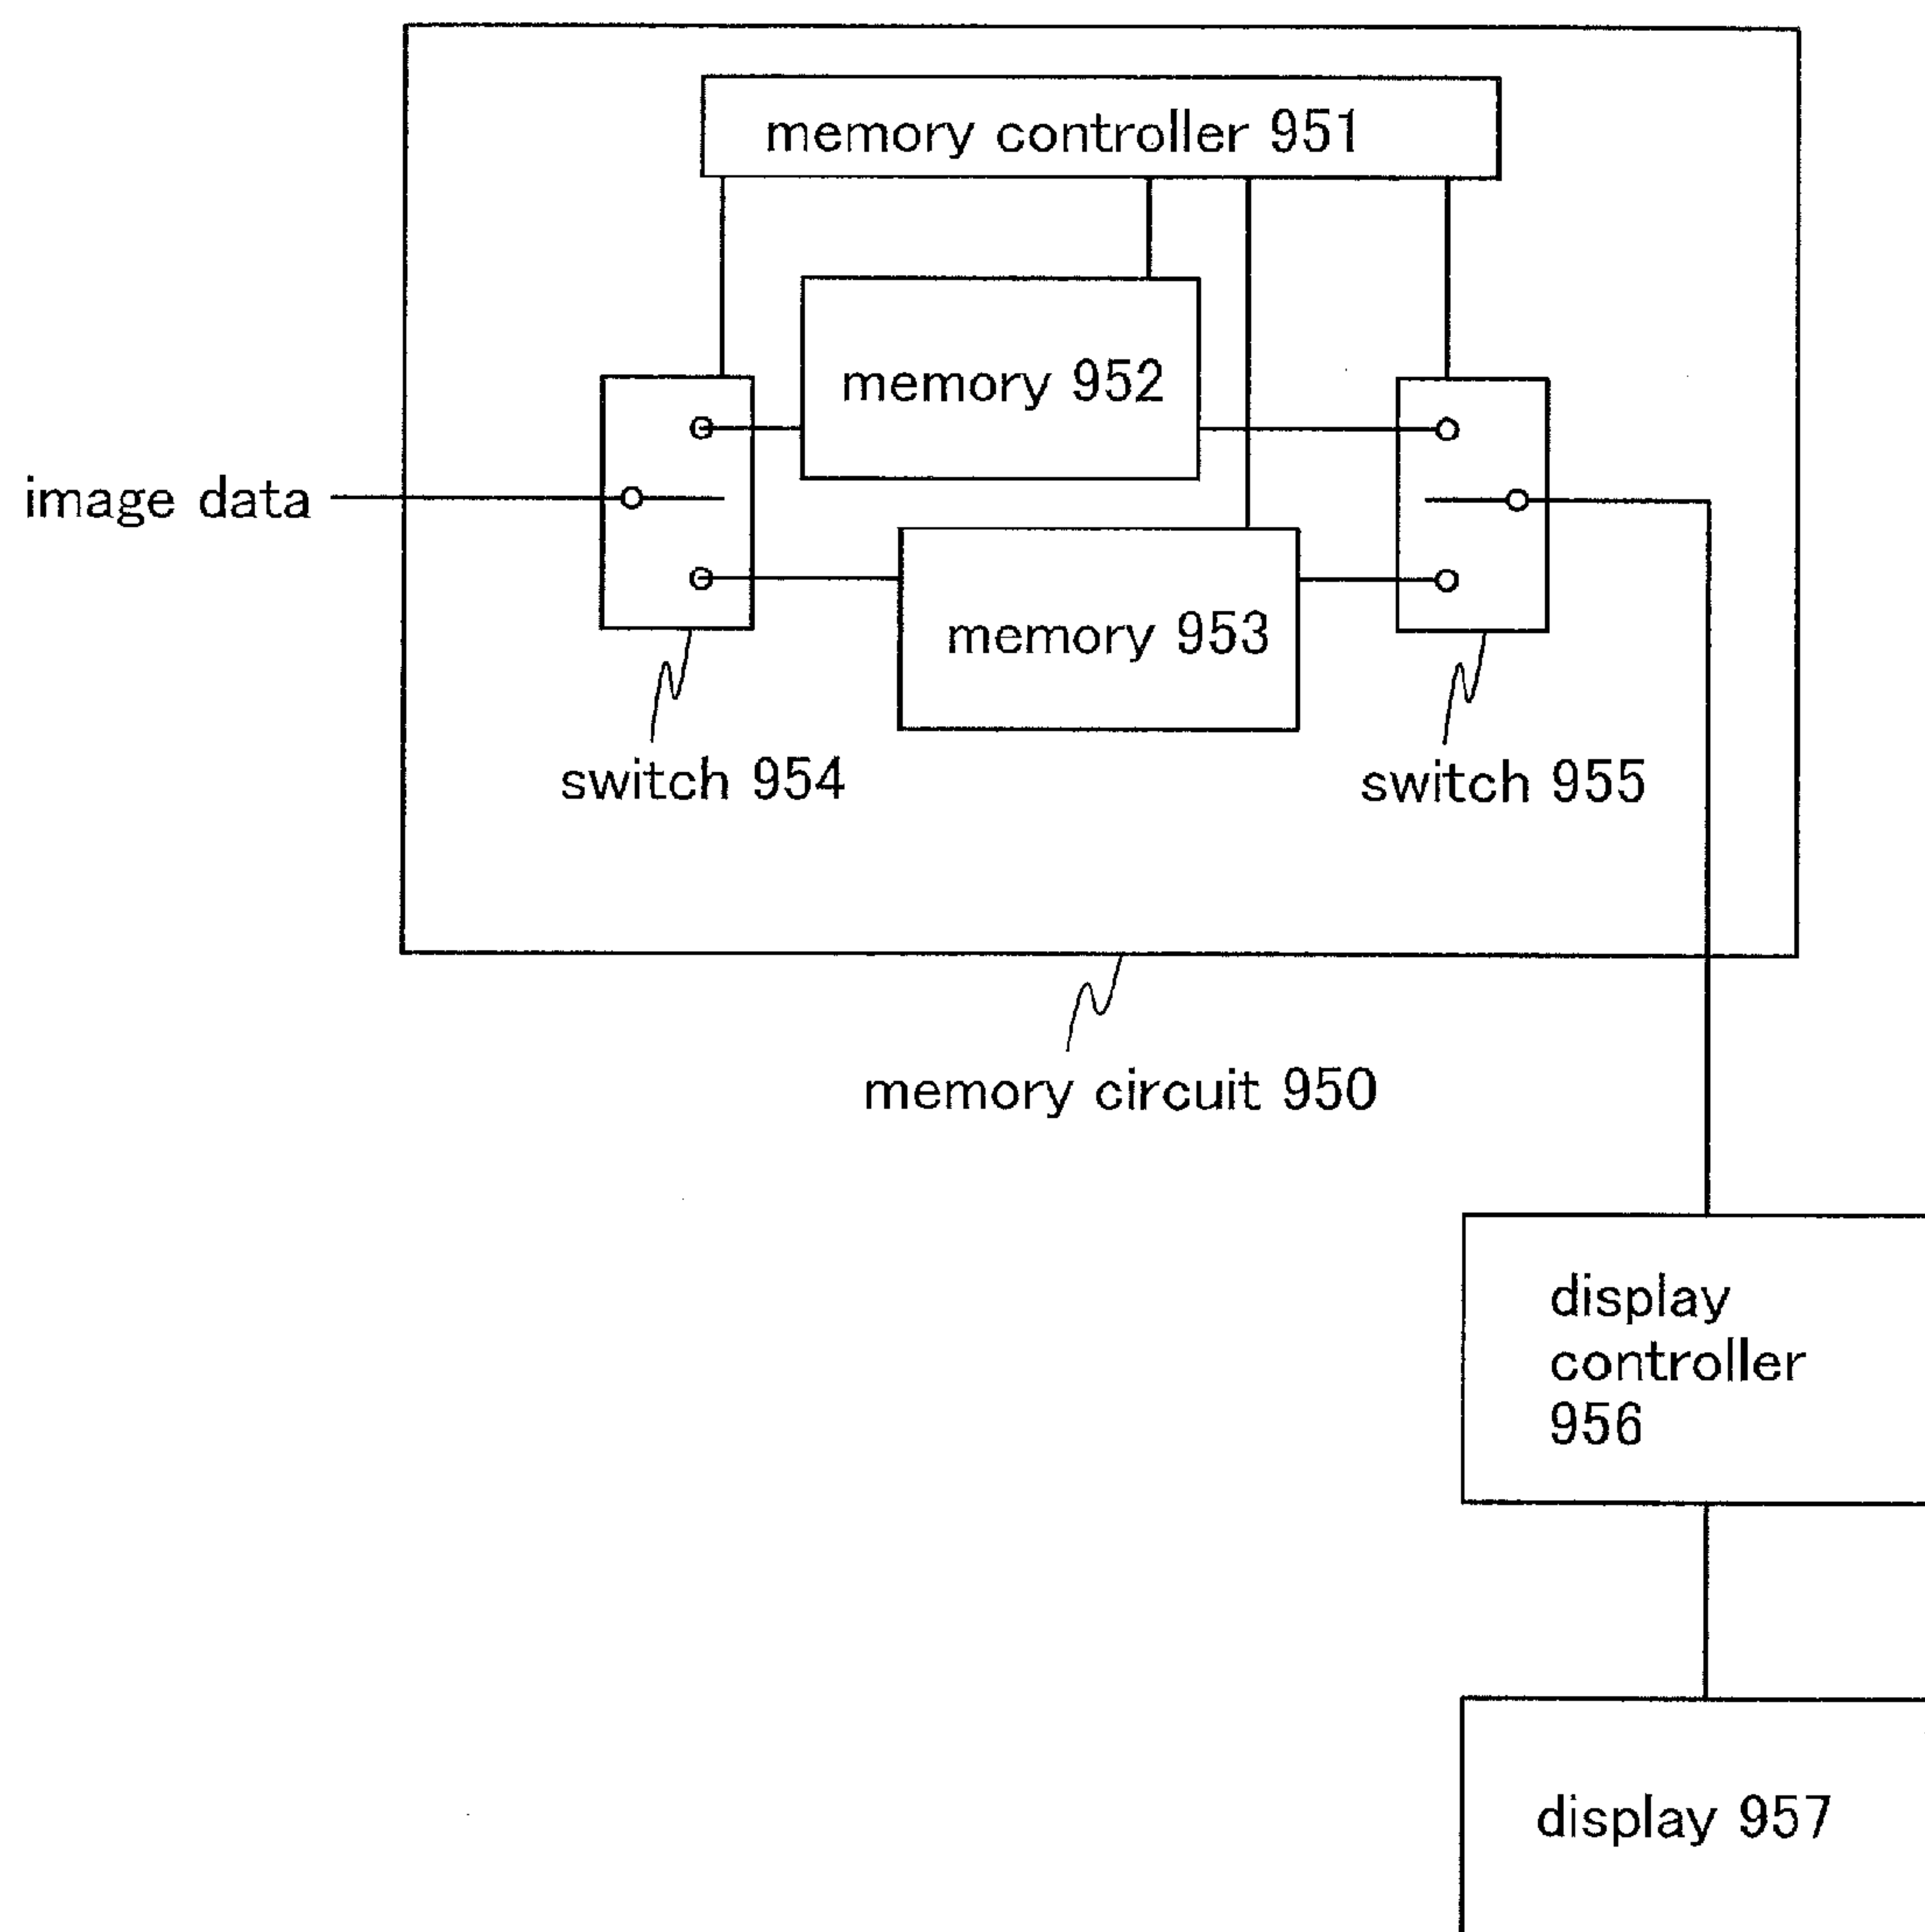 memory controller 951
memory 952
image data
memory 953
switch 954
switch 955
memory circuit 950
display
controller
956
display 957